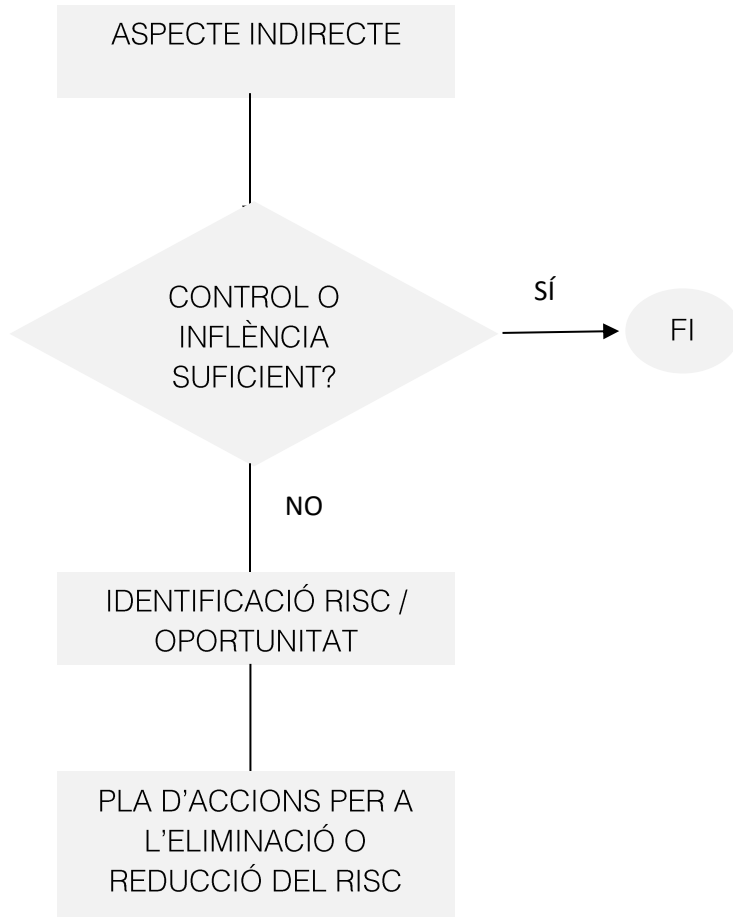 ASPECTE INDIRECTE
CONTROL O
INFLÈNCIA
SUFICIENT?
SÍ
FI
NO
IDENTIFICACIÓ RISC /
OPORTUNITAT
PLA D’ACCIONS PER A
L’ELIMINACIÓ O
REDUCCIÓ DEL RISC